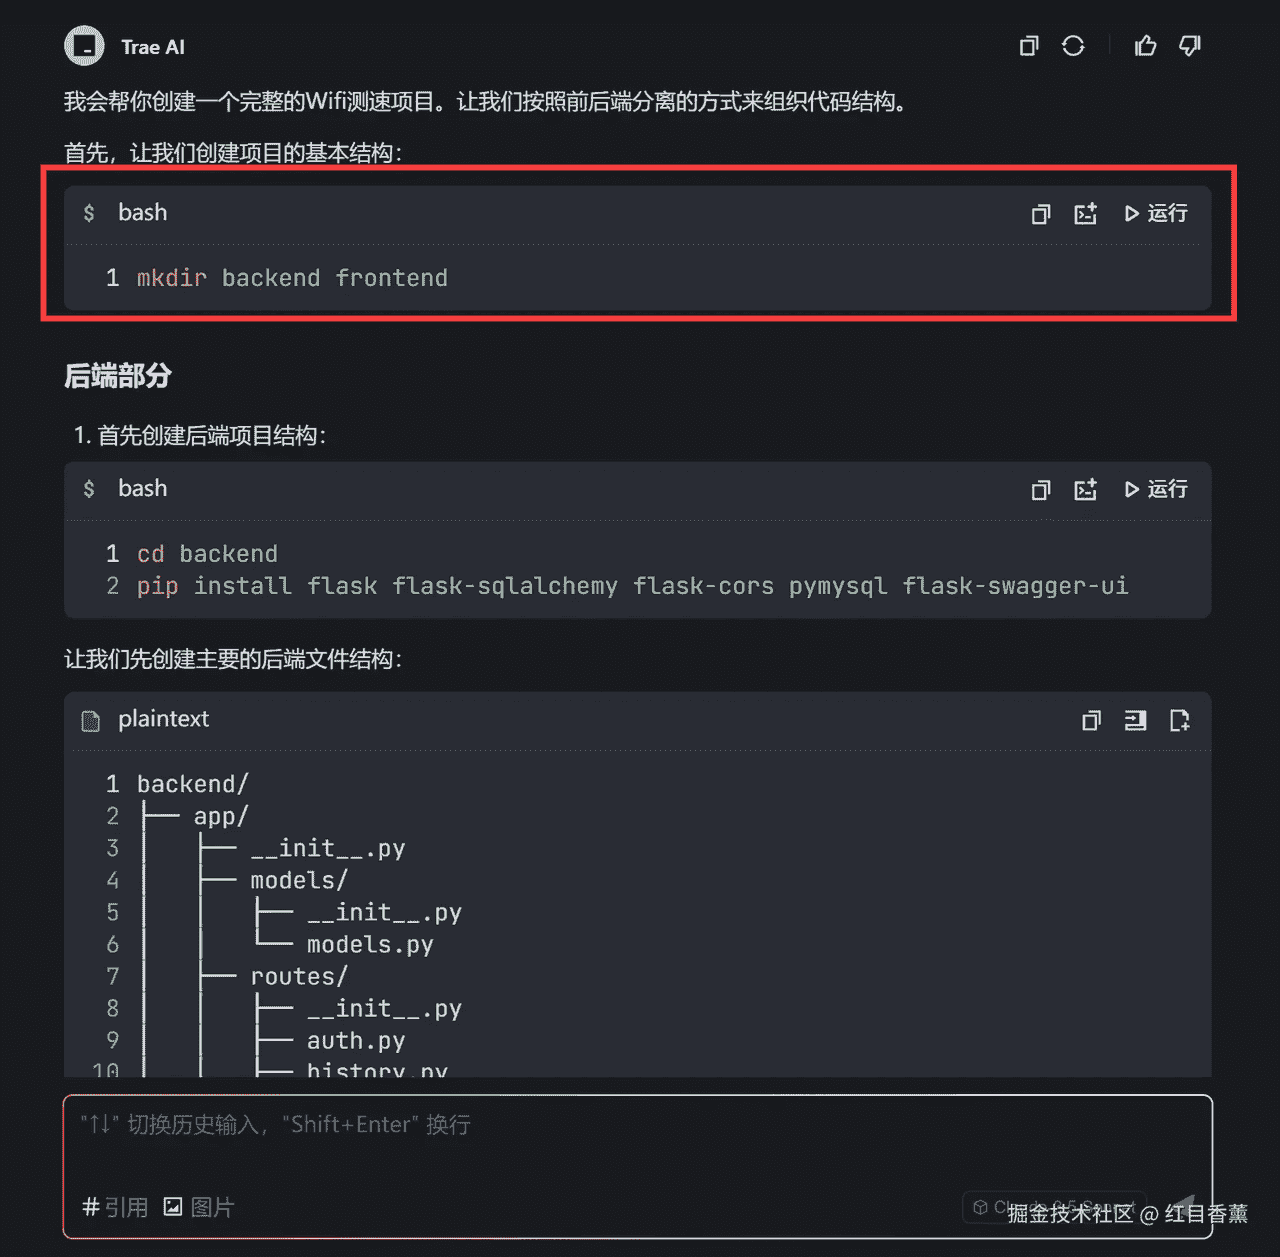 Trae AI
我会帮你创建一个完整的Wifi测速项目。让我们按照前后端分离的方式来组织代码结构。
首先，让我们创建项目的基本结构：
$ bash 运行
1 mkdir backend frontend
后端部分
1. 首先创建后端项目结构：
$ bash 运行
1 cd backend
2 pip install flask flask-sqlalchemy flask-cors pymysql flask-swagger-ui
让我们先创建主要的后端文件结构：
plaintext
1 backend/
2 ├── app/
3 │   ├── __init__.py
4 │   ├── models/
5 │   │   ├── __init__.py
6 │   │   └── models.py
7 │   ├── routes/
8 │   │   ├── __init__.py
9 │   │   ├── auth.py
10 │   │   ├── history.py
"↑↓" 切换历史输入，"Shift+Enter" 换行
# 引用 图片
掘金技术社区 @ 红目香薰